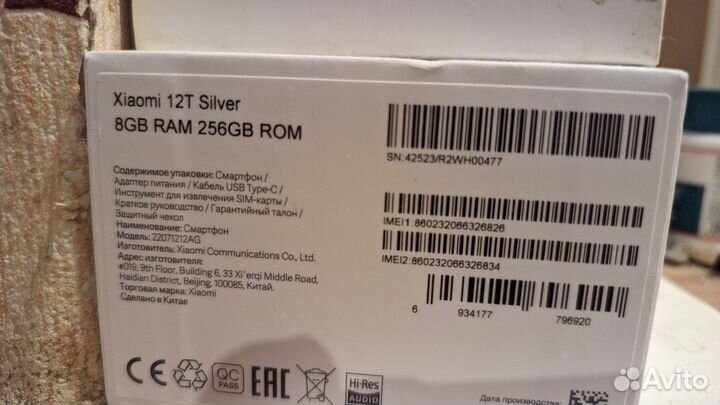 Xiaomi 12T Silver
8GB RAM 256GB ROM
SN:42523/R2WH00477
Содержимое упаковки: Смартфон /
Адаптер питания / Кабель USB Type-C /
Инструмент для извлечения SIM-карты /
Краткое руководство / Гарантийный талон /
Защитный чехол
Наименование: Смартфон
Модель: 22071212AG
Изготовитель: Xiaomi Communications Co., Ltd.
Адрес изготовителя:
#019, 9th Floor, Building 6, 33 Xi'erqi Middle Road,
Haidian District, Beijing, 100085, Китай.
Торговая марка: Xiaomi
Сделано в Китае
IMEI1:860232066326826
IMEI2:860232066326834
6 934177 796920
CE
QC
PASS
EAC
Hi-Res
AUDIO
Дата производства:
Avito